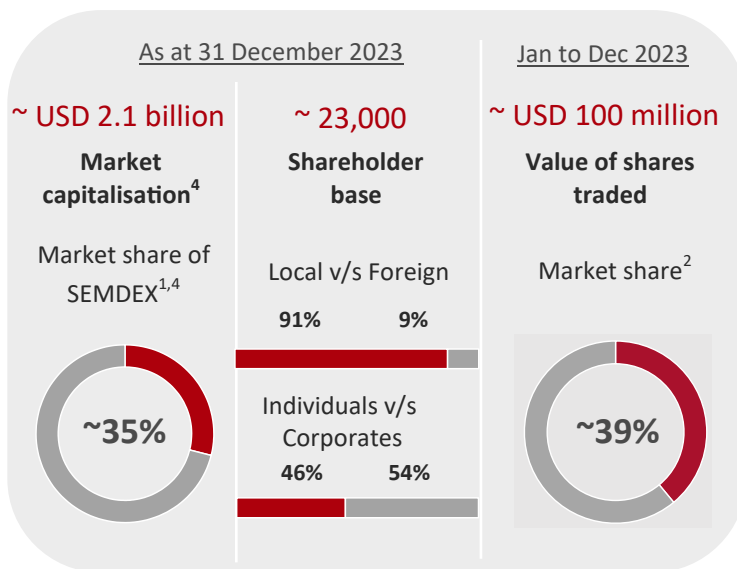 As at 31 December 2023
~ USD 2.1 billion
Market
capitalisation4
Market share of
SEMDEX1,4
~35%
~ 23,000
Shareholder
base
Local v/s Foreign
91% 9%
Individuals v/s
Corporates
46% 54%
Jan to Dec 2023
~ USD 100 million
Value of shares
traded
Market share2
~39%